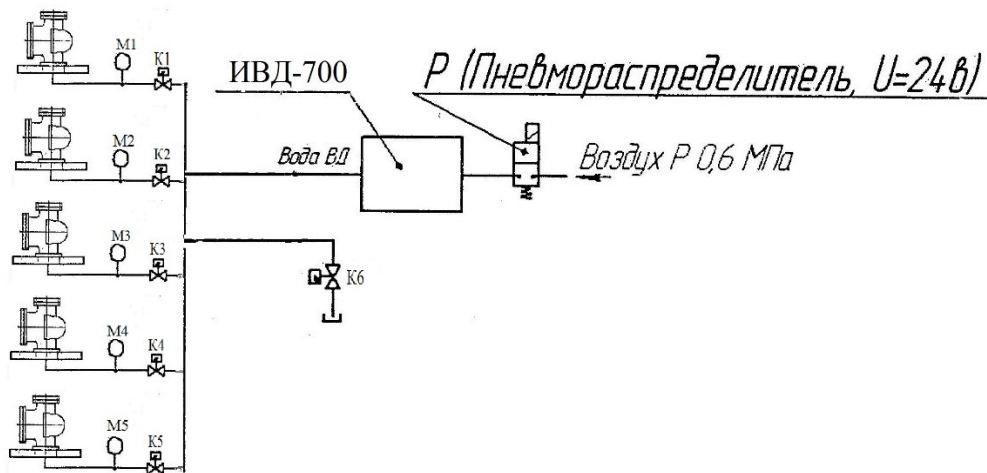 М1
К1
ИВД-700
Р (Пневмораспределитель, U=24в)
М2
К2
Вода ВД
Воздух Р 0,6 МПа
М3
К3
К6
М4
К4
М5
К5